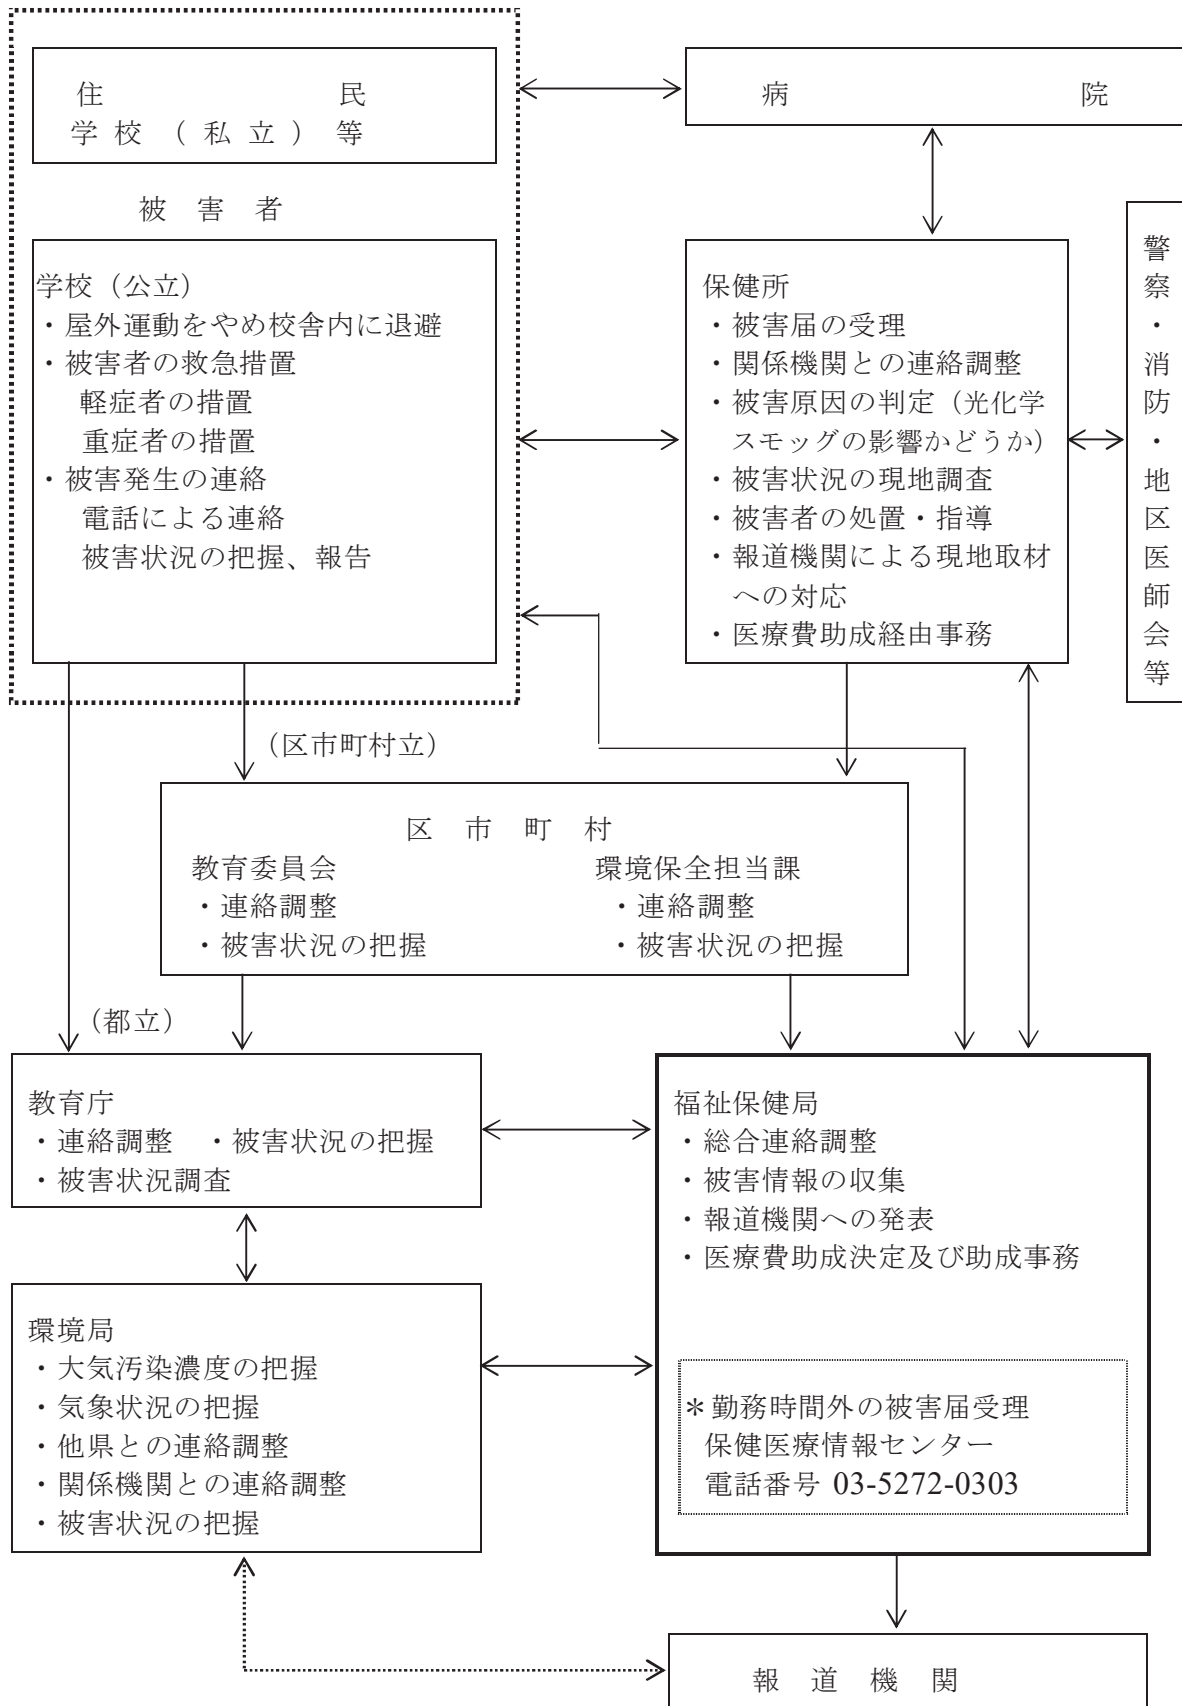 住　民
学校（私立）等
被害者
学校（公立）
・屋外運動をやめ校舎内に退避
・被害者の救急措置
軽症者の措置
重症者の措置
・被害発生の連絡
電話による連絡
被害状況の把握、報告
病　院
保健所
・被害届の受理
・関係機関との連絡調整
・被害原因の判定（光化学
スモッグの影響かどうか）
・被害状況の現地調査
・被害者の処置・指導
・報道機関による現地取材
への対応
・医療費助成経由事務
警察・消防・地区医師会等
（区市町村立）
区市町村
教育委員会
・連絡調整
・被害状況の把握
環境保全担当課
・連絡調整
・被害状況の把握
（都立）
教育庁
・連絡調整　・被害状況の把握
・被害状況調査
福祉保健局
・総合連絡調整
・被害情報の収集
・報道機関への発表
・医療費助成決定及び助成事務
＊勤務時間外の被害届受理
保健医療情報センター
電話番号 03-5272-0303
環境局
・大気汚染濃度の把握
・気象状況の把握
・他県との連絡調整
・関係機関との連絡調整
・被害状況の把握
報道機関